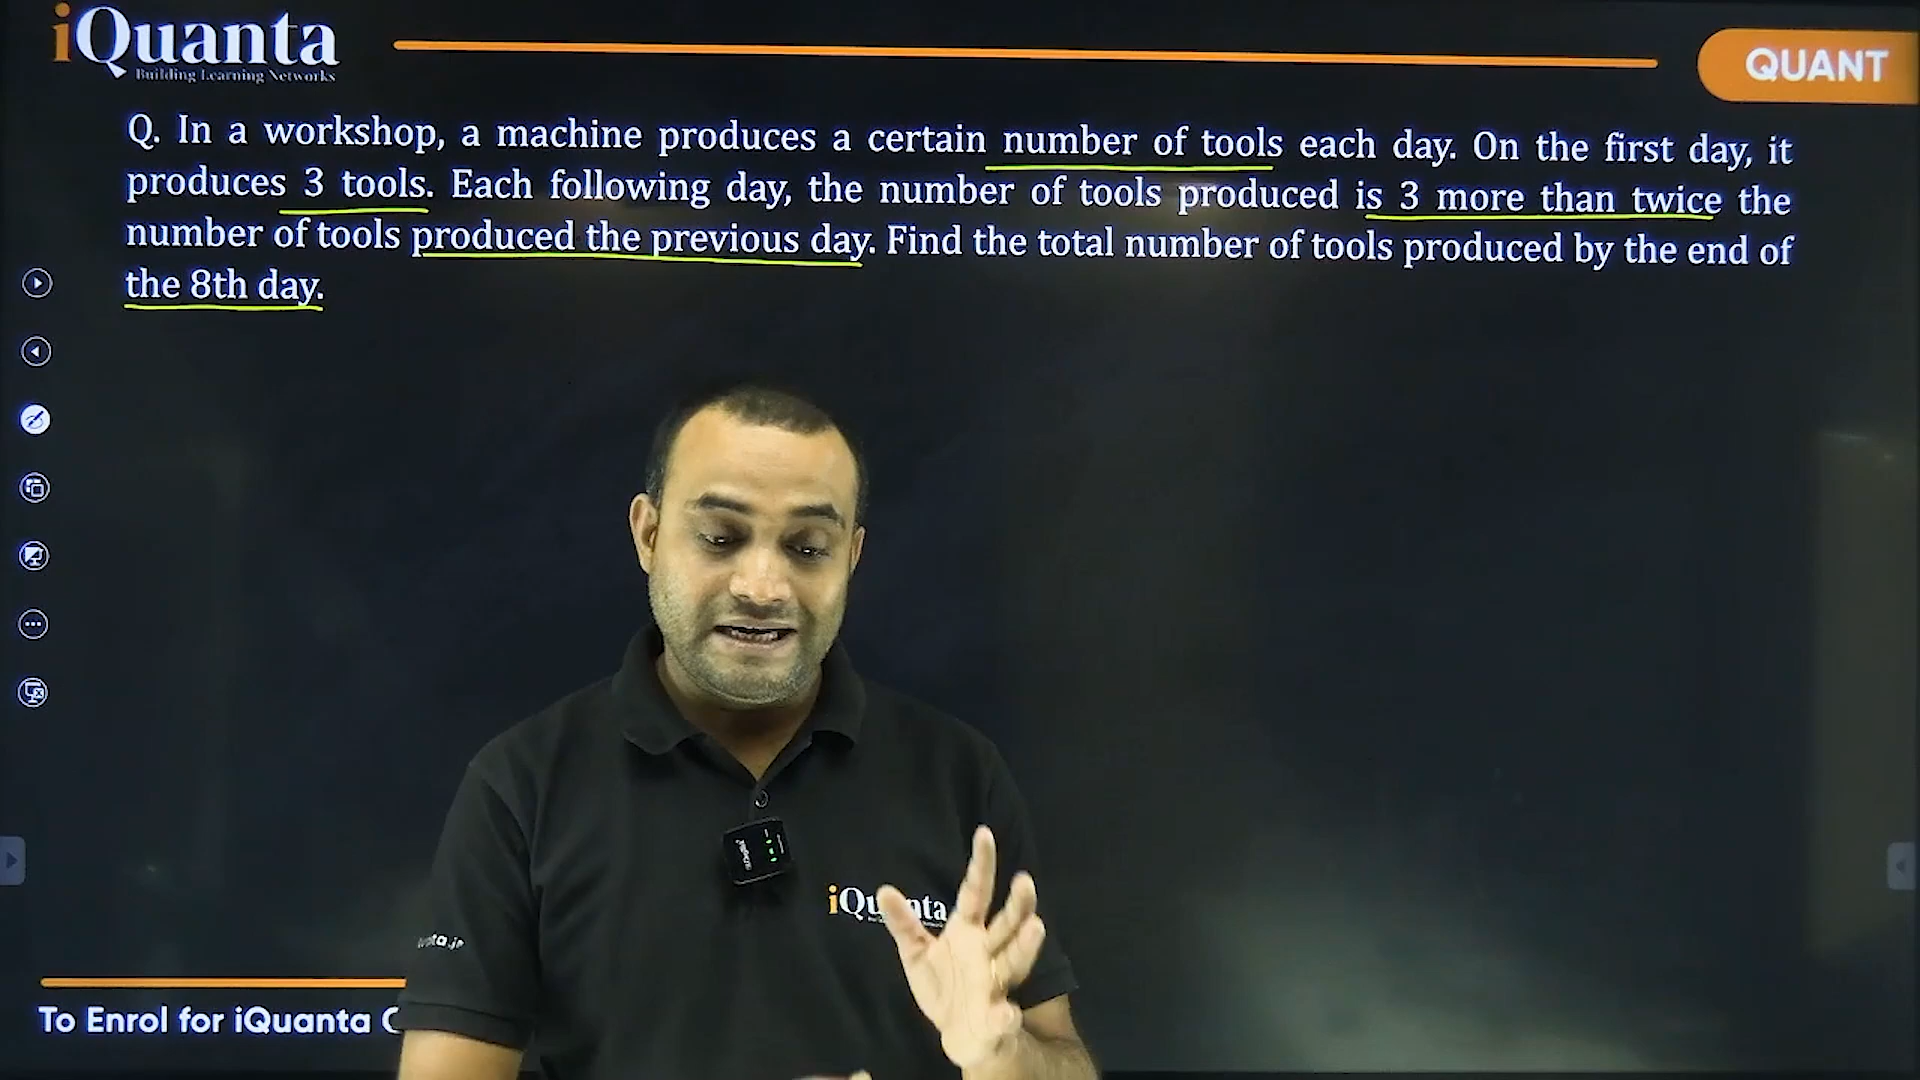 iQuanta
Building Learning Networks
QUANT
Q. In a workshop, a machine produces a certain number of tools each day. On the first day, it
produces 3 tools. Each following day, the number of tools produced is 3 more than twice the
number of tools produced the previous day. Find the total number of tools produced by the end of
the 8th day.
iQuanta
To Enrol for iQuanta